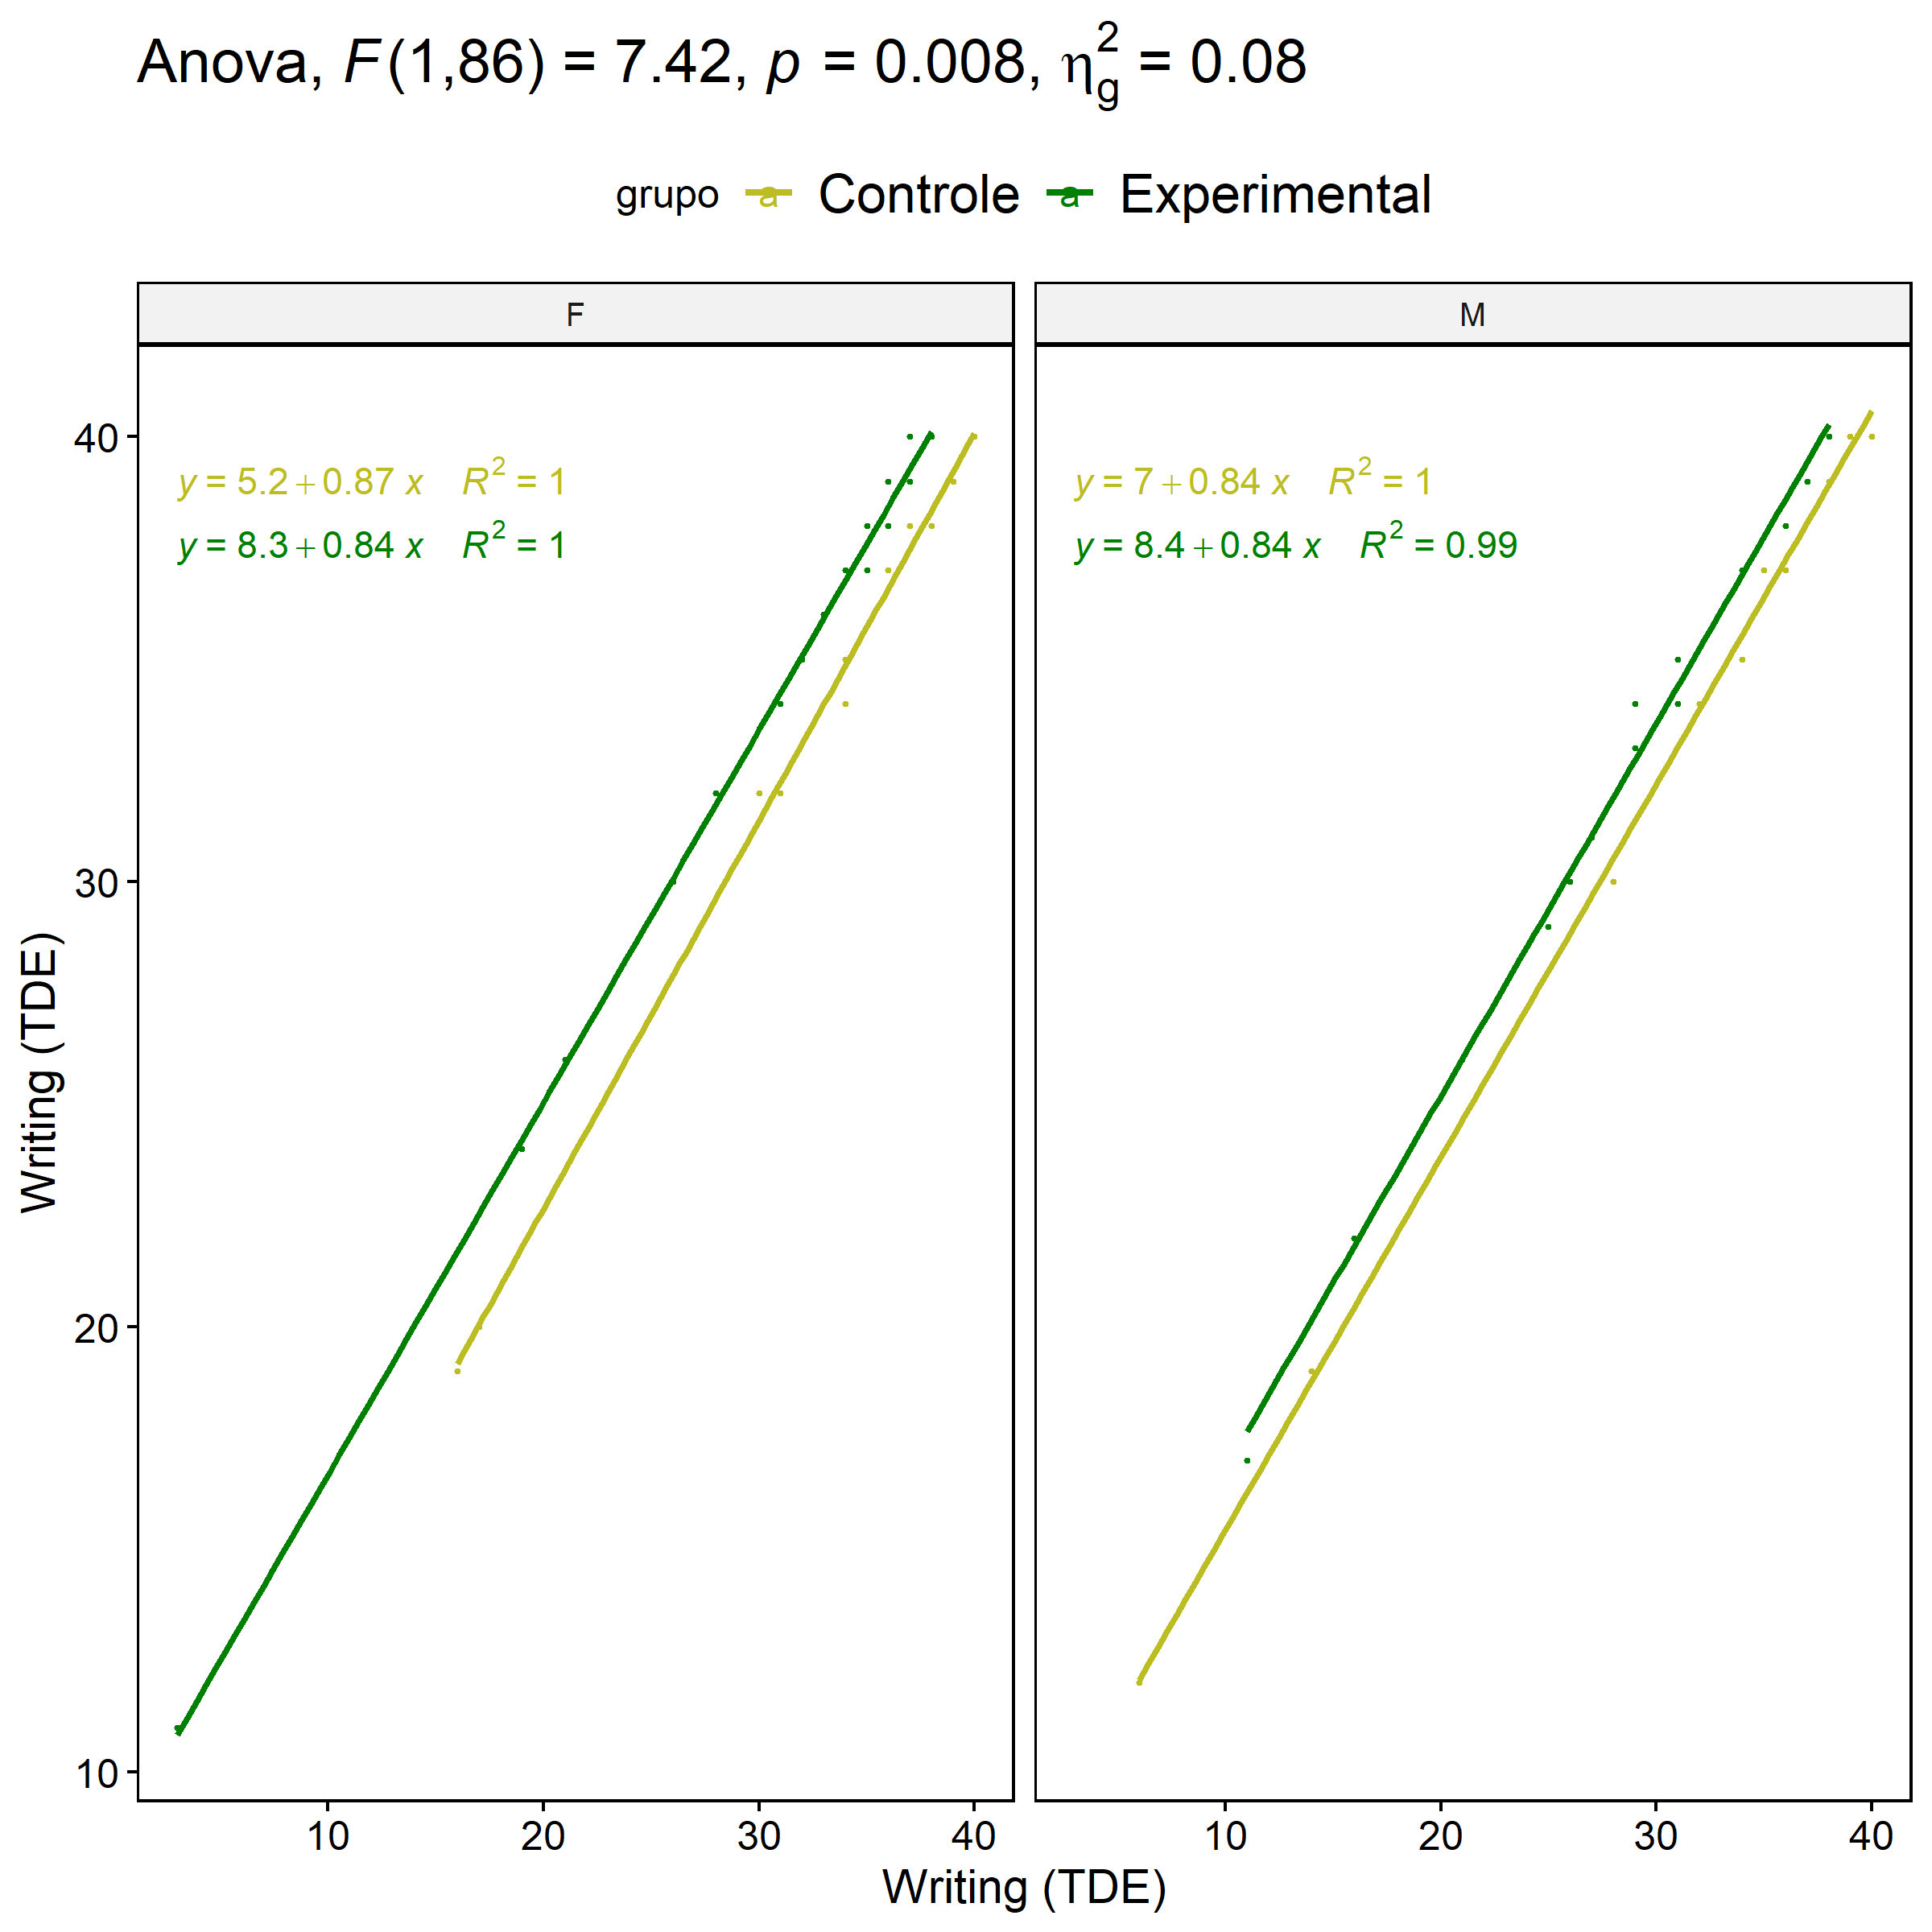 Anova, F(1,86) = 7.42, p = 0.008, η²g = 0.08
grupo a Controle a Experimental
F
M
y = 5.2 + 0.87 x R² = 1
y = 8.3 + 0.84 x R² = 1
y = 7 + 0.84 x R² = 1
y = 8.4 + 0.84 x R² = 0.99
Writing (TDE)
40
30
20
10
10 20 30 40
10 20 30 40
Writing (TDE)